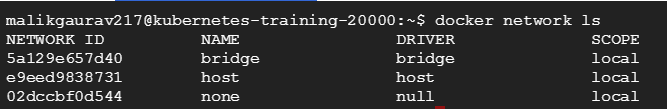 malikgaurav217@kubernetes-training-20000:~$ docker network ls
NETWORK ID NAME DRIVER SCOPE
5a129e657d40 bridge bridge local
e9eed9838731 host host local
02dccbf0d544 none null local